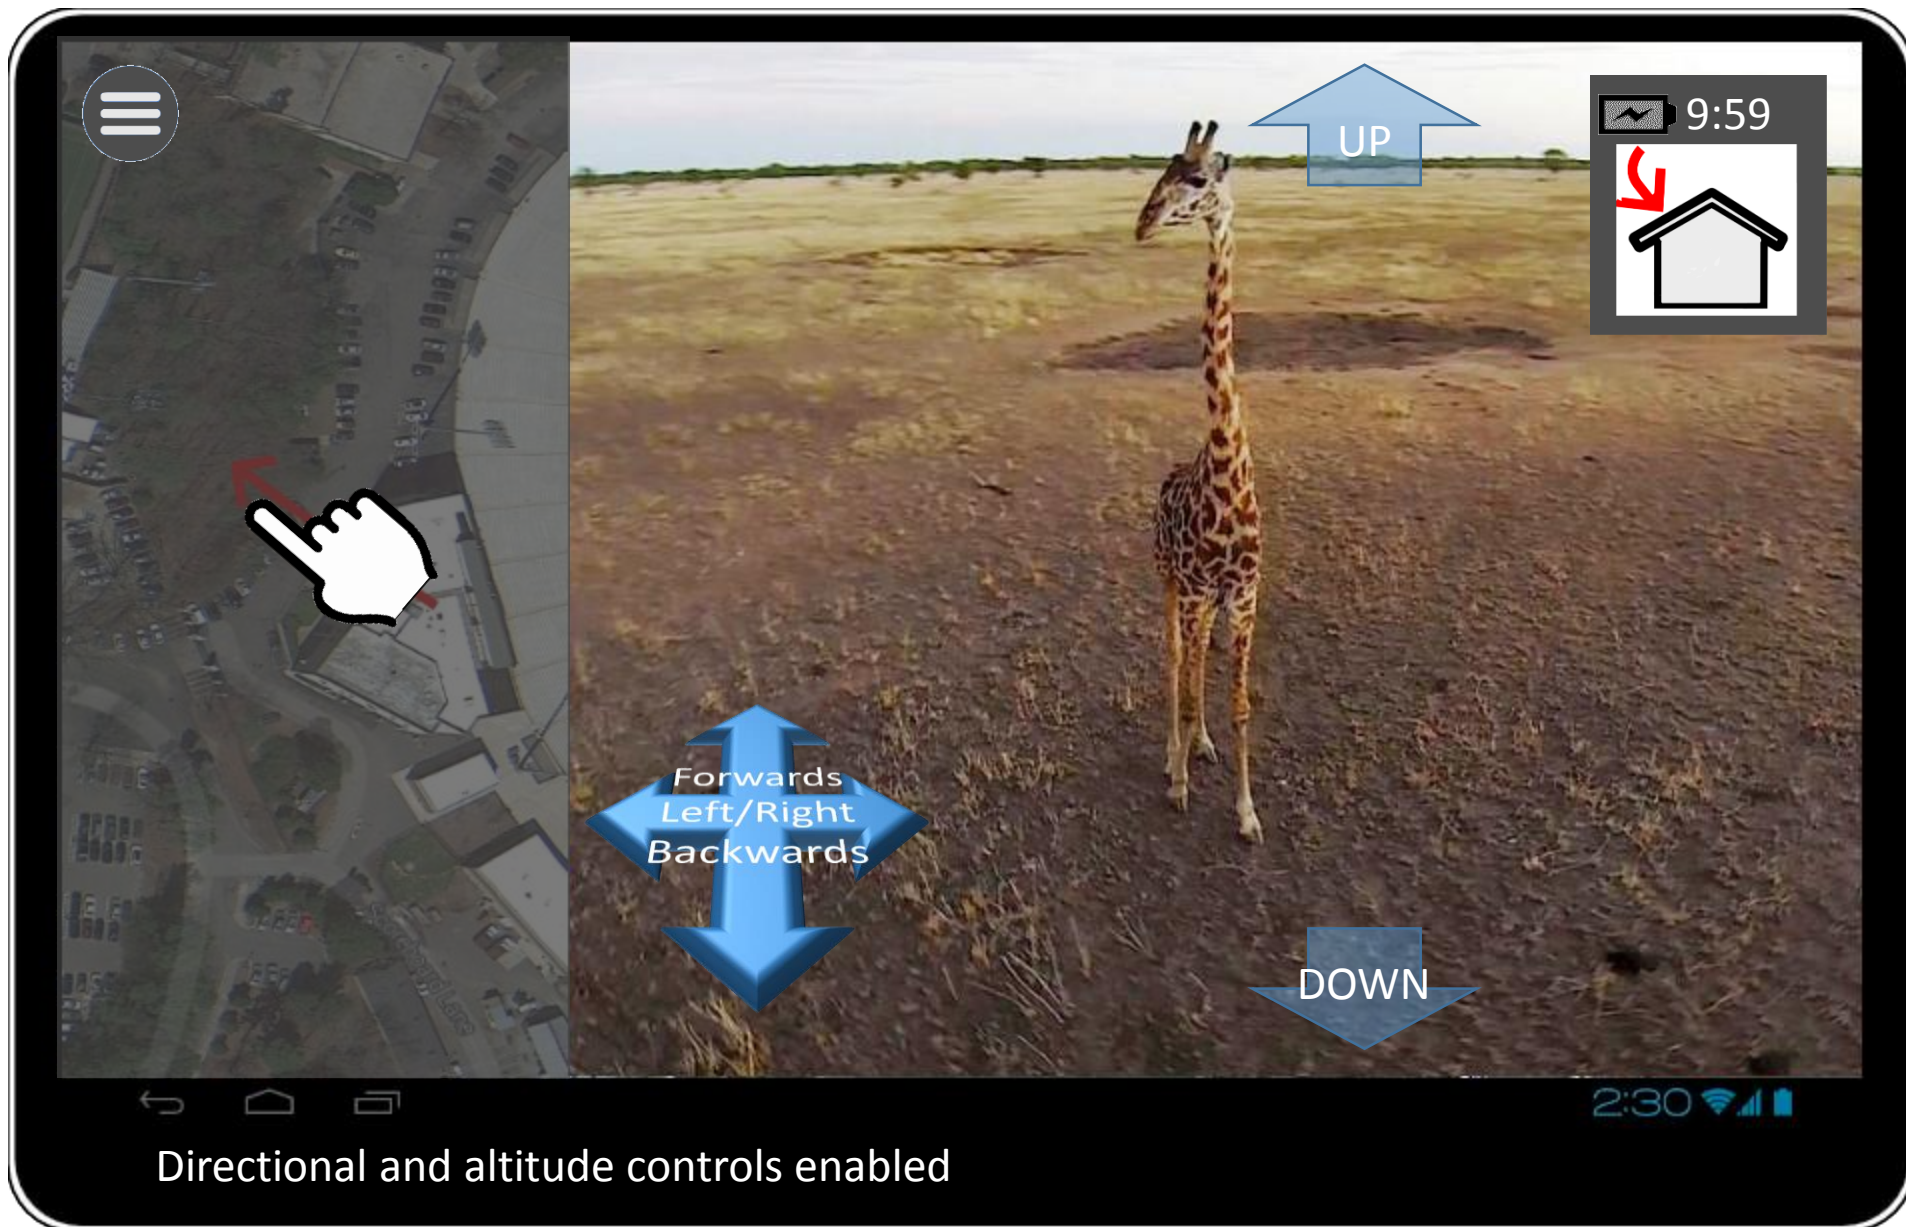 UP
9:59
Forwards
Left/Right
Backwards
DOWN
2:30
Directional and altitude controls enabled